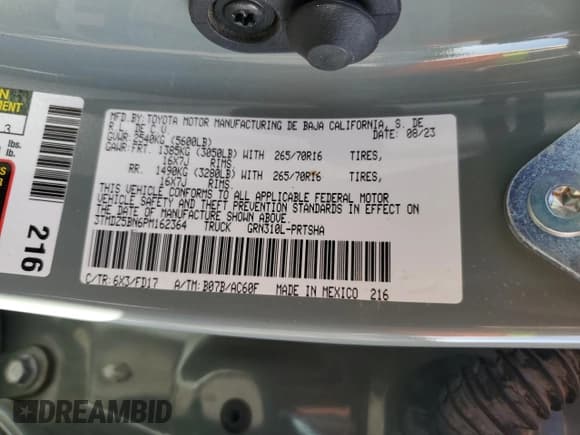 MFD.BY:TOYOTA MOTOR MANUFACTURING DE BAJA CALIFORNIA, S. DE
R.L. DE C.V. DATE: 08/23
GVWR 2540KG (5600LB)
GAWR:FRT. 1385KG (3050LB) WITH 265/70R16 TIRES,
16X7J RIMS.
RR. 1490KG (3280LB) WITH 265/70R16 TIRES,
16X7J RIMS.
THIS VEHICLE CONFORMS TO ALL APPLICABLE FEDERAL MOTOR
VEHICLE SAFETY AND THEFT PREVENTION STANDARDS IN EFFECT ON
THE DATE OF MANUFACTURE SHOWN ABOVE.
3TMDZ5BN6PM162364 TRUCK GRN310L-PRTSHA
C/TR: 6X3/FD17 A/TM: B07B/AC60F MADE IN MEXICO 216
3
lbs.
lbs.
216
DREAMBID